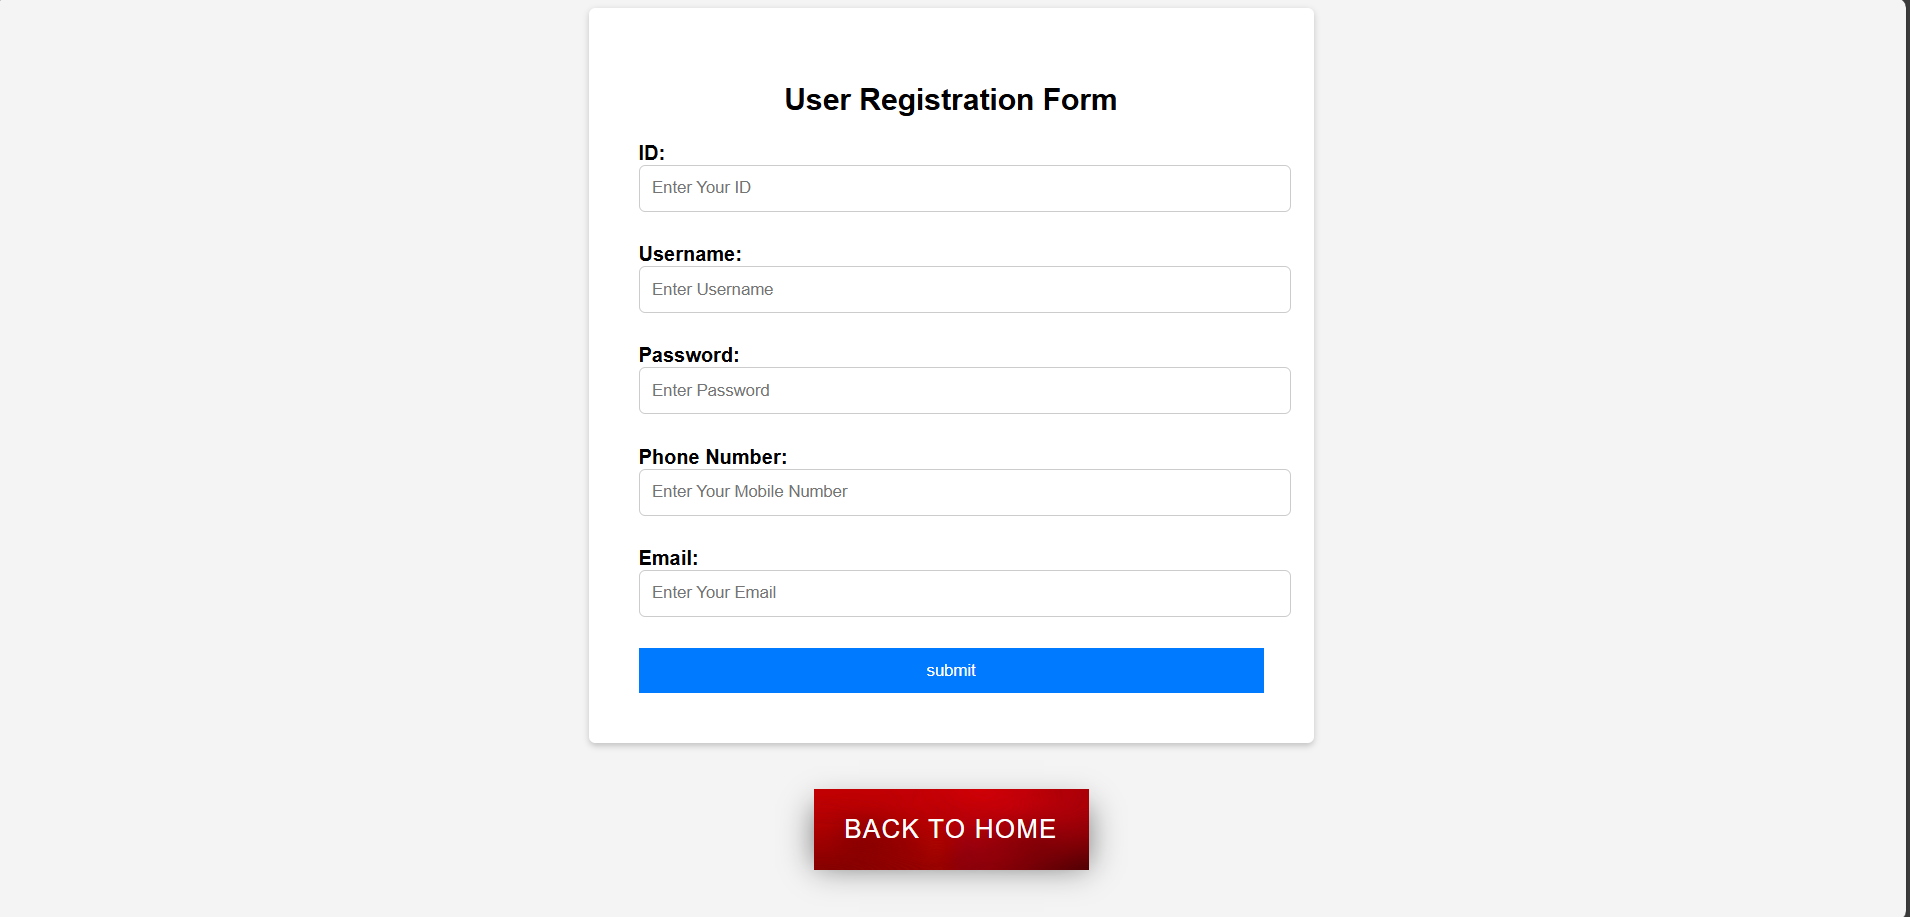 User Registration Form
ID:
Enter Your ID
Username:
Enter Username
Password:
Enter Password
Phone Number:
Enter Your Mobile Number
Email:
Enter Your Email
submit
BACK TO HOME